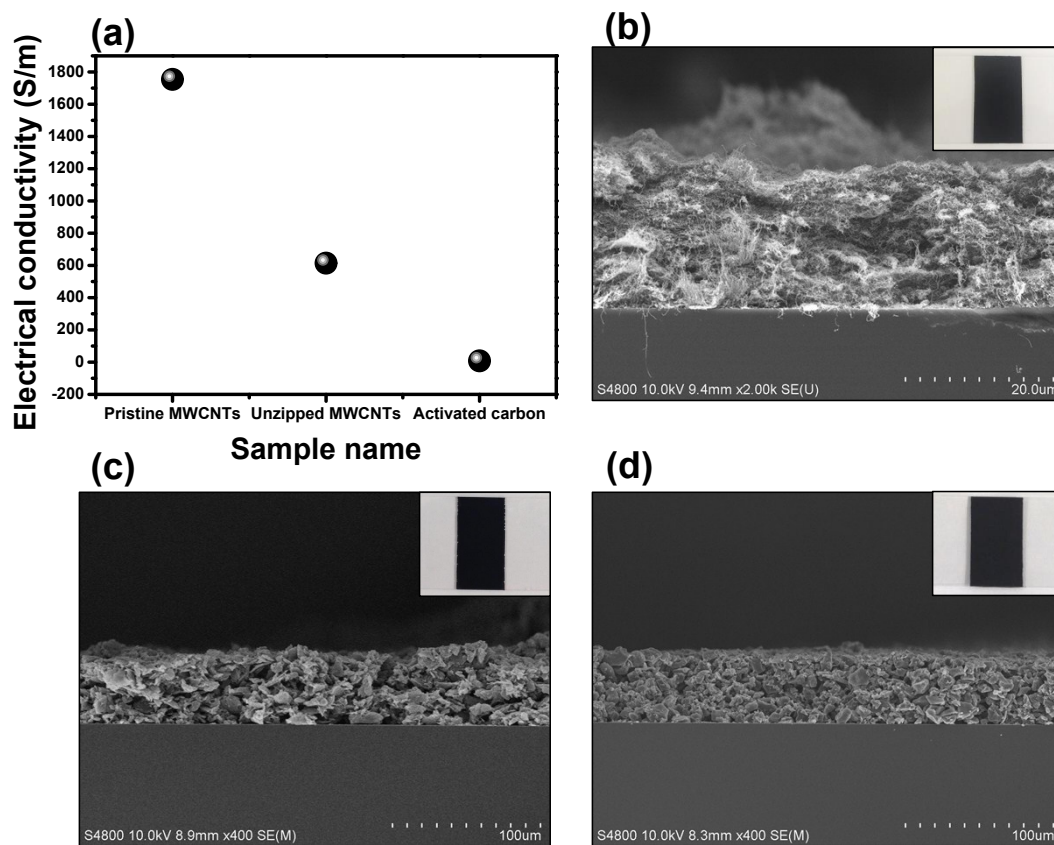 (a)
Electrical conductivity (S/m)
1800
1600
1400
1200
1000
800
600
400
200
0
-200
Pristine MWCNTs Unzipped MWCNTs Activated carbon
Sample name
(b)
S4800 10.0kV 9.4mm x2.00k SE(U)
20.0um
(c)
S4800 10.0kV 8.9mm x400 SE(M)
100um
(d)
S4800 10.0kV 8.3mm x400 SE(M)
100um